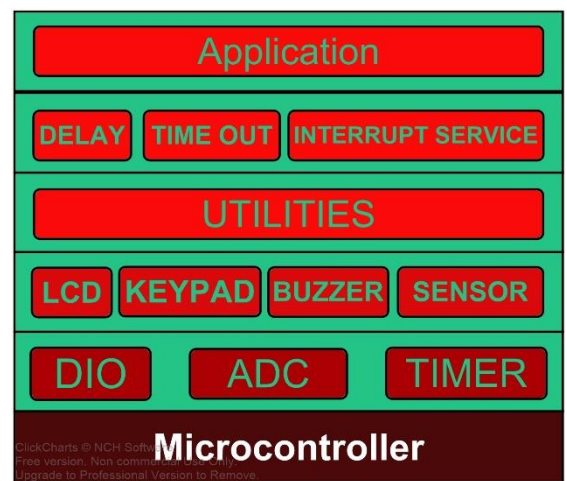 Application
DELAY TIME OUT INTERRUPT SERVICE
UTILITIES
LCD KEYPAD BUZZER SENSOR
DIO ADC TIMER
Microcontroller
ClickCharts © NCH Software
Free version. Non commercial Use Only.
Upgrade to Professional Version to Remove.